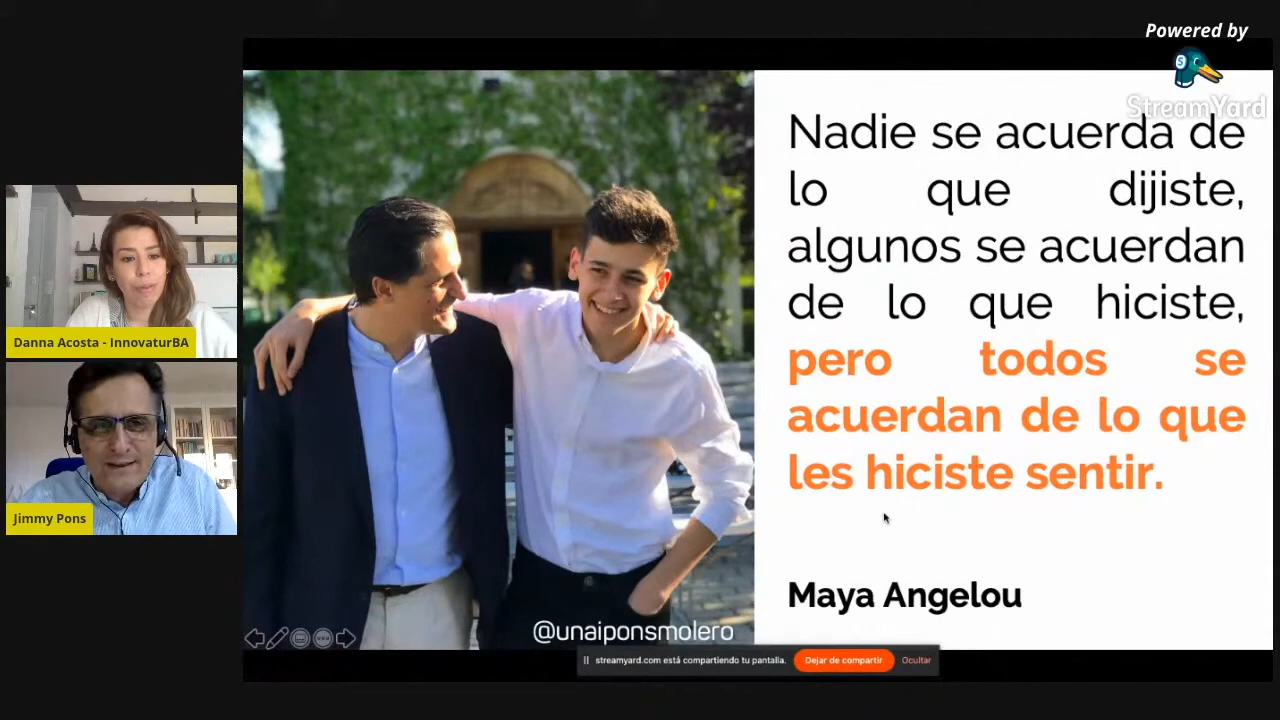 Powered by
StreamYard
Nadie se acuerda de
lo que dijiste,
algunos se acuerdan
de lo que hiciste,
pero todos se
acuerdan de lo que
les hiciste sentir.
Maya Angelou
Danna Acosta - InnovaturBA
Jimmy Pons
@unaiponsmolero
streamyard.com está compartiendo tu pantalla.
Dejar de compartir
Ocultar